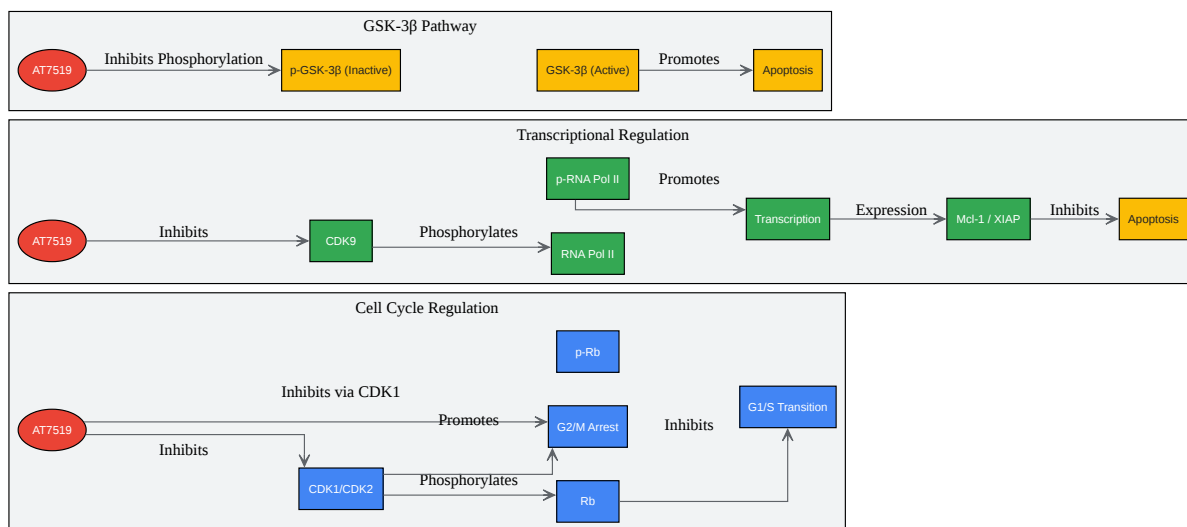 GSK-3β Pathway
AT7519
Inhibits Phosphorylation
p-GSK-3β (Inactive)
GSK-3β (Active)
Promotes
Apoptosis
Transcriptional Regulation
p-RNA Pol II
Promotes
AT7519
Inhibits
CDK9
Phosphorylates
RNA Pol II
Transcription
Expression
Mcl-1 / XIAP
Inhibits
Apoptosis
Cell Cycle Regulation
p-Rb
Inhibits via CDK1
AT7519
Promotes
G2/M Arrest
Inhibits
G1/S Transition
Inhibits
CDK1/CDK2
Phosphorylates
Rb